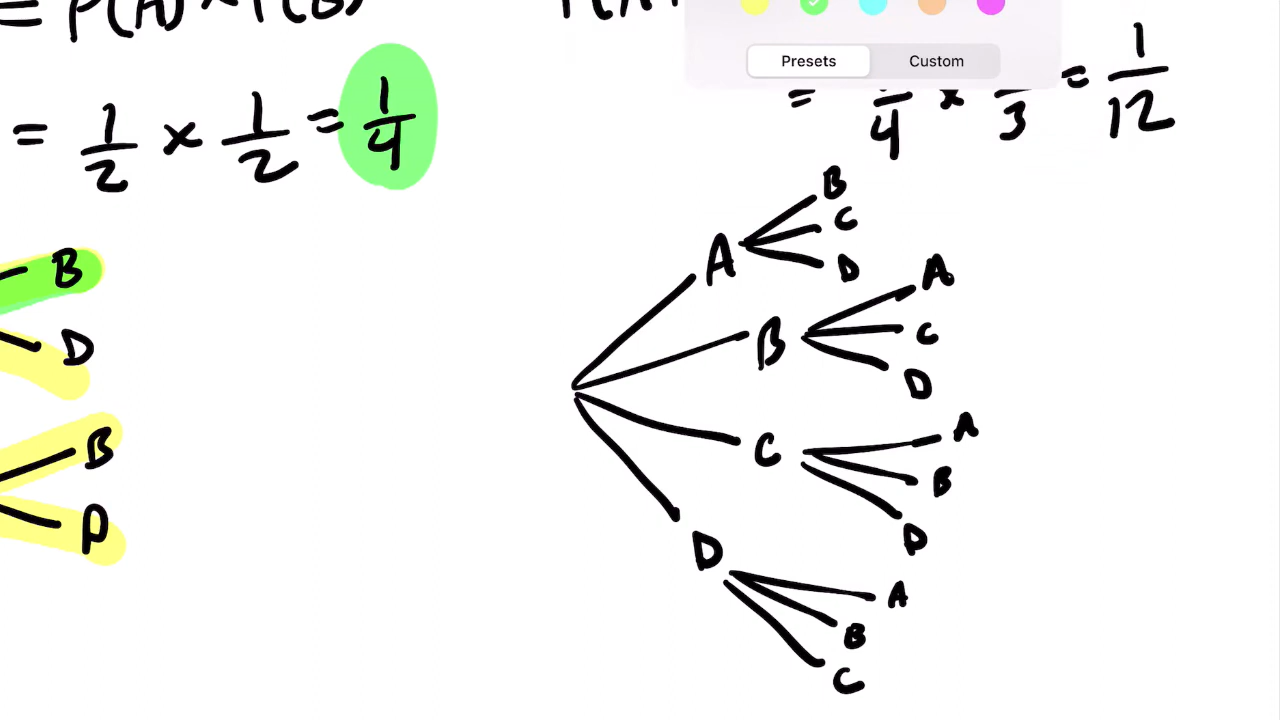 = P(A) × P(B)
= 1/2 × 1/2 = 1/4
B
D
B
D
Presets Custom
= 1/4 × 1/3 = 1/12
A
B
C
D
B
A
C
D
C
A
B
D
D
A
B
C